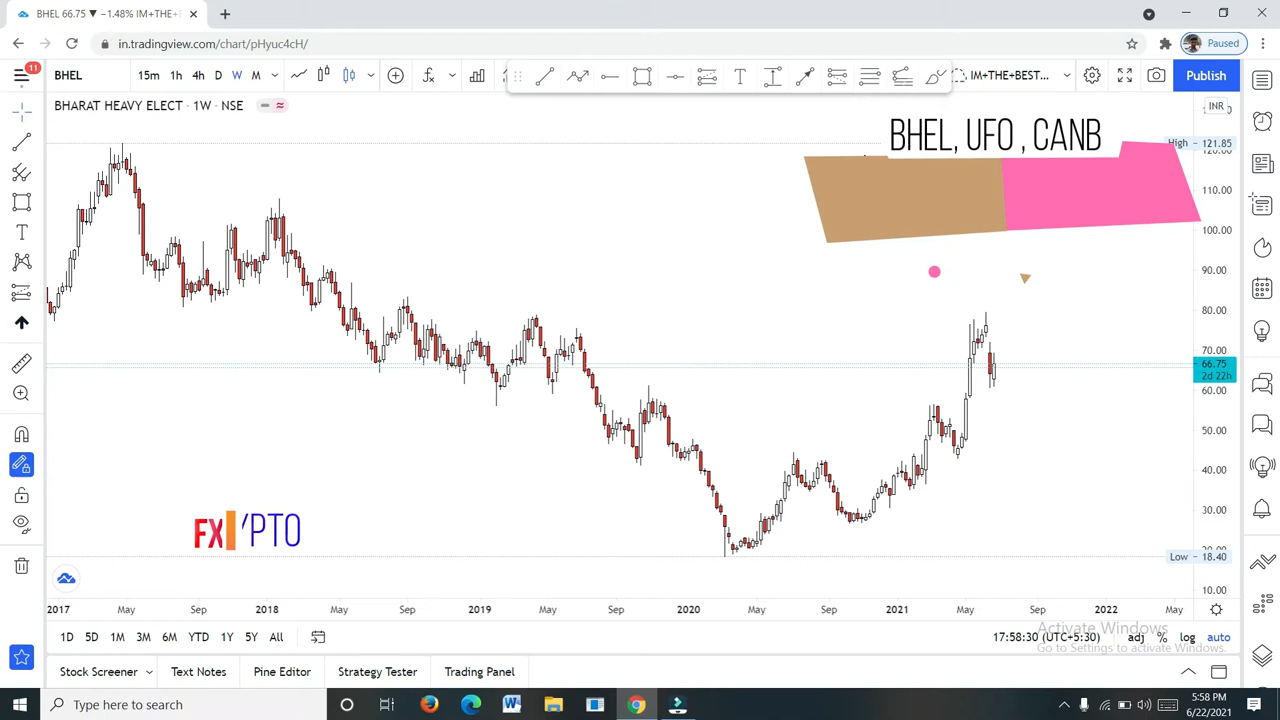 BHEL 66.75 ▼ −1.48% IM+THE+
in.tradingview.com/chart/pHyuc4cH/
Paused
11
BHEL
15m 1h 4h D W M
IM+THE+BEST...
Publish
BHARAT HEAVY ELECT · 1W · NSE
INR
BHEL, UFO , CANB
High 121.85
110.00
100.00
90.00
80.00
70.00
66.75
2d 22h
60.00
50.00
40.00
30.00
Low 18.40
10.00
FX YPTO
2017 May Sep 2018 May Sep 2019 May Sep 2020 May Sep 2021 May Sep 2022 May
1D 5D 1M 3M 6M YTD 1Y 5Y All
17:58:30 (UTC+5:30)
adj % log auto
Activate Windows
Go to Settings to activate Windows.
Stock Screener Text Notes Pine Editor Strategy Tester Trading Panel
Type here to search
5:58 PM
6/22/2021